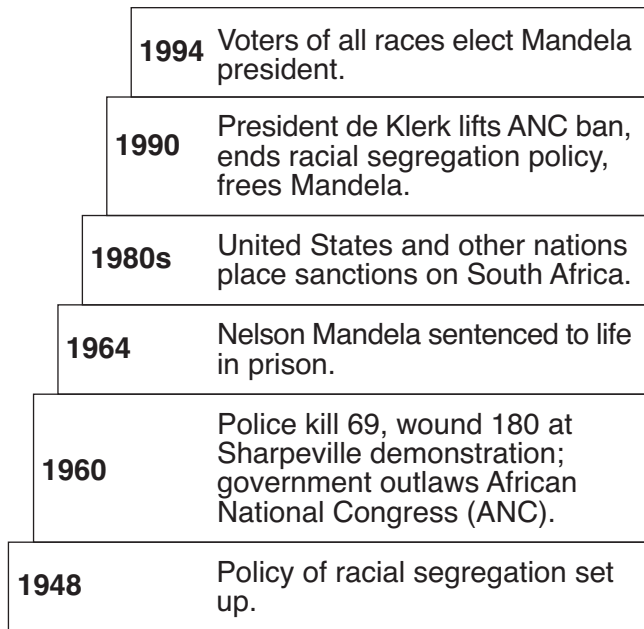 1994 Voters of all races elect Mandela
president.
1990 President de Klerk lifts ANC ban,
ends racial segregation policy,
frees Mandela.
1980s United States and other nations
place sanctions on South Africa.
1964 Nelson Mandela sentenced to life
in prison.
1960 Police kill 69, wound 180 at
Sharpeville demonstration;
government outlaws African
National Congress (ANC).
1948 Policy of racial segregation set
up.